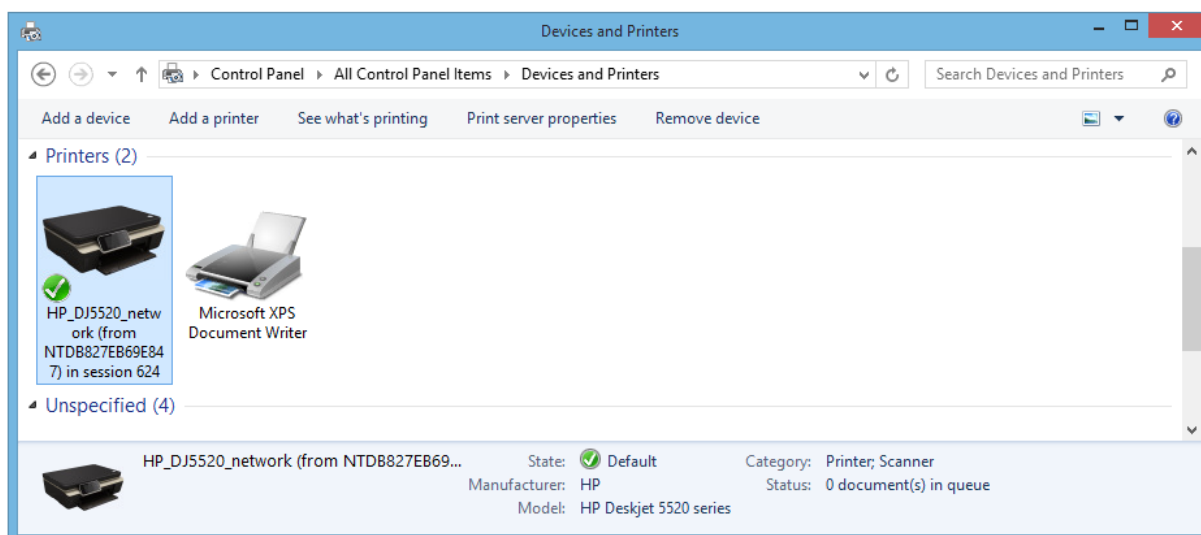 Devices and Printers
Control Panel All Control Panel Items Devices and Printers Search Devices and Printers
Add a device Add a printer See what's printing Print server properties Remove device
Printers (2)
HP_DJ5520_netw
ork (from
NTDB827EB69E84
7) in session 624
Microsoft XPS
Document Writer
Unspecified (4)
HP_DJ5520_network (from NTDB827EB69... State: Default Category: Printer; Scanner
Manufacturer: HP Status: 0 document(s) in queue
Model: HP Deskjet 5520 series